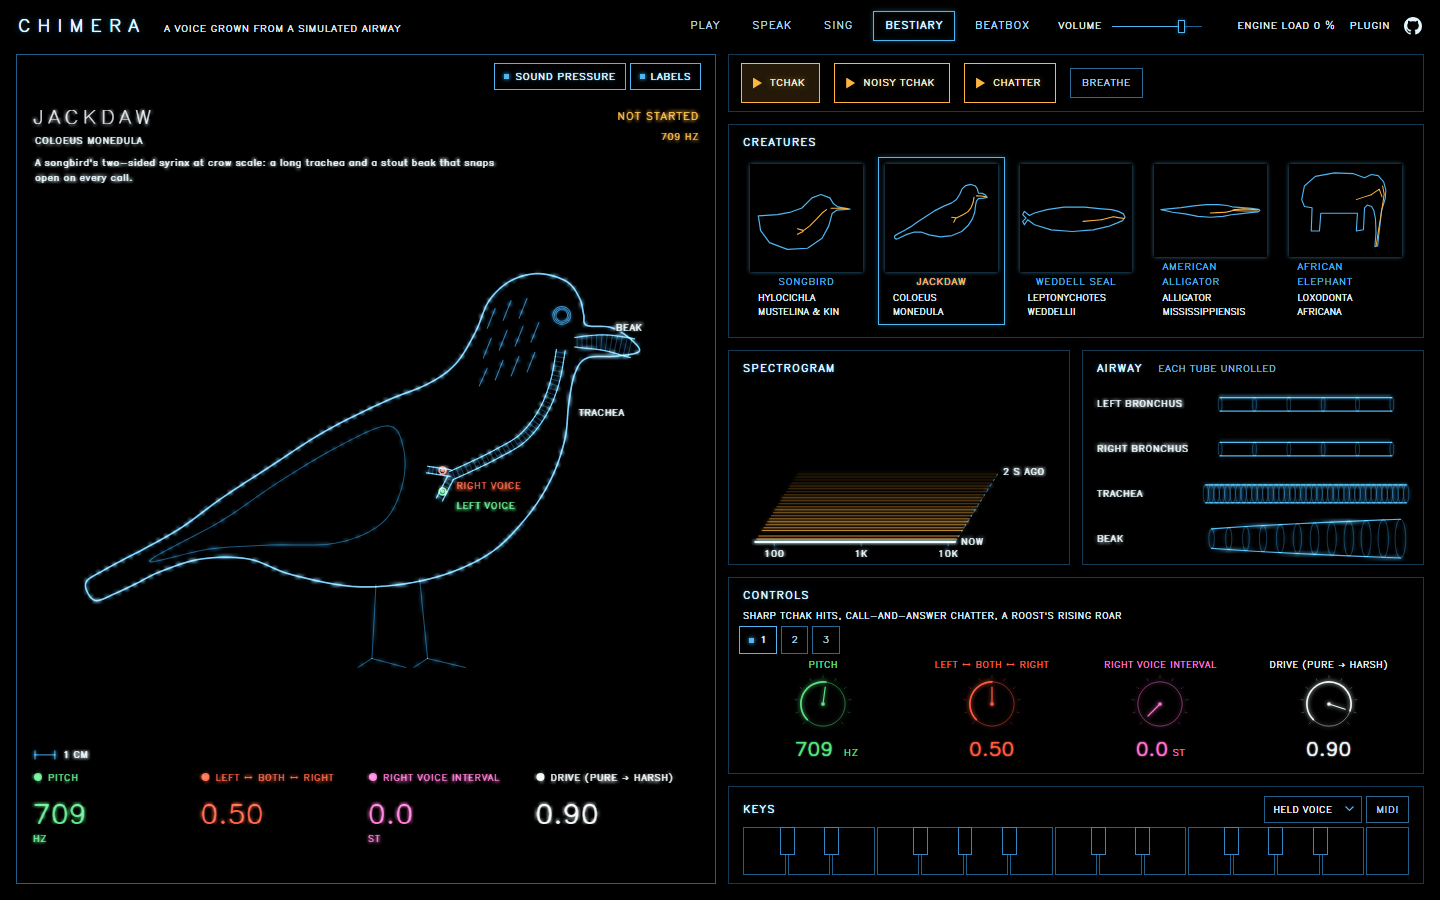 CHIMERA
A VOICE GROWN FROM A SIMULATED AIRWAY
PLAY
SPEAK
SING
BESTIARY
BEATBOX
VOLUME
ENGINE LOAD 0 %
PLUGIN
SOUND PRESSURE
LABELS
JACKDAW
COLOEUS MONEDULA
A songbird's two-sided syrinx at crow scale: a long trachea and a stout beak that snaps
open on every call.
NOT STARTED
709 HZ
BEAK
TRACHEA
RIGHT VOICE
LEFT VOICE
1 CM
PITCH
709
HZ
LEFT ↔ BOTH ↔ RIGHT
0.50
RIGHT VOICE INTERVAL
0.0
ST
DRIVE (PURE → HARSH)
0.90
TCHAK
NOISY TCHAK
CHATTER
BREATHE
CREATURES
SONGBIRD
HYLOCICHLA
MUSTELINA & KIN
JACKDAW
COLOEUS
MONEDULA
WEDDELL SEAL
LEPTONYCHOTES
WEDDELLII
AMERICAN
ALLIGATOR
ALLIGATOR
MISSISSIPPIENSIS
AFRICAN
ELEPHANT
LOXODONTA
AFRICANA
SPECTROGRAM
2 S AGO
NOW
100
1K
10K
AIRWAY
EACH TUBE UNROLLED
LEFT BRONCHUS
RIGHT BRONCHUS
TRACHEA
BEAK
CONTROLS
SHARP TCHAK HITS, CALL—AND—ANSWER CHATTER, A ROOST'S RISING ROAR
1
2
3
PITCH
709 HZ
LEFT ↔ BOTH ↔ RIGHT
0.50
RIGHT VOICE INTERVAL
0.0 ST
DRIVE (PURE → HARSH)
0.90
KEYS
HELD VOICE
MIDI